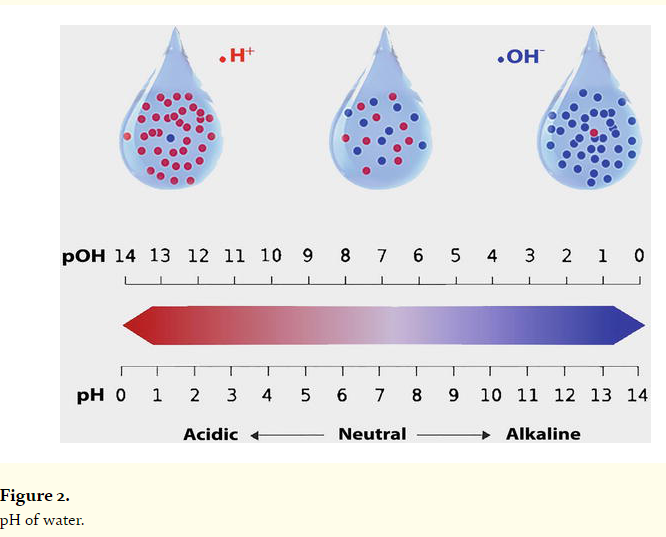 • H⁺
• OH⁻
pOH 14 13 12 11 10 9 8 7 6 5 4 3 2 1 0
pH 0 1 2 3 4 5 6 7 8 9 10 11 12 13 14
Acidic Neutral Alkaline
Figure 2.
pH of water.